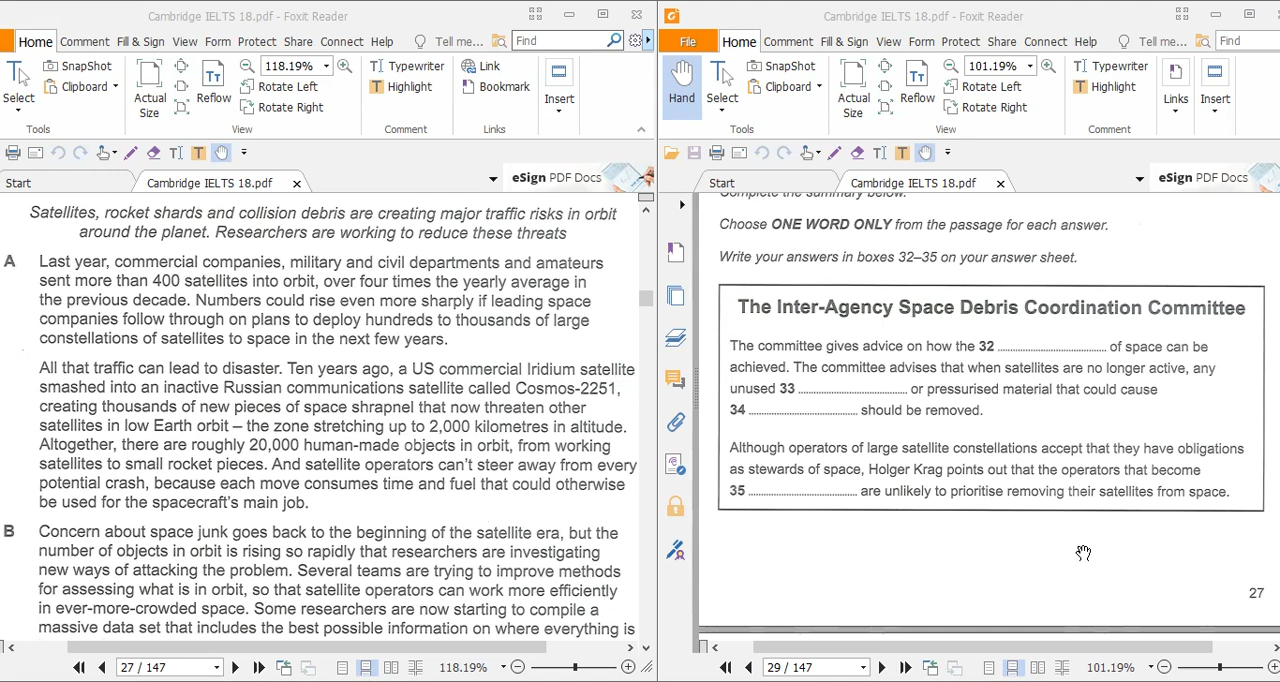 Cambridge IELTS 18.pdf - Foxit Reader
Home Comment Fill & Sign View Form Protect Share Connect Help Tell me... Find
Select
SnapShot
Clipboard
Actual Size
Reflow
118.19%
Rotate Left
Rotate Right
Typewriter
Highlight
Link
Bookmark
Insert
Tools View Comment Links
Start Cambridge IELTS 18.pdf eSign PDF Docs
Satellites, rocket shards and collision debris are creating major traffic risks in orbit
around the planet. Researchers are working to reduce these threats
A Last year, commercial companies, military and civil departments and amateurs
sent more than 400 satellites into orbit, over four times the yearly average in
the previous decade. Numbers could rise even more sharply if leading space
companies follow through on plans to deploy hundreds to thousands of large
constellations of satellites to space in the next few years.
All that traffic can lead to disaster. Ten years ago, a US commercial Iridium satellite
smashed into an inactive Russian communications satellite called Cosmos-2251,
creating thousands of new pieces of space shrapnel that now threaten other
satellites in low Earth orbit – the zone stretching up to 2,000 kilometres in altitude.
Altogether, there are roughly 20,000 human-made objects in orbit, from working
satellites to small rocket pieces. And satellite operators can't steer away from every
potential crash, because each move consumes time and fuel that could otherwise
be used for the spacecraft's main job.
B Concern about space junk goes back to the beginning of the satellite era, but the
number of objects in orbit is rising so rapidly that researchers are investigating
new ways of attacking the problem. Several teams are trying to improve methods
for assessing what is in orbit, so that satellite operators can work more efficiently
in ever-more-crowded space. Some researchers are now starting to compile a
massive data set that includes the best possible information on where everything is
27 / 147 118.19%
Cambridge IELTS 18.pdf - Foxit Reader
File Home Comment Fill & Sign View Form Protect Share Connect Help Tell me... Find
Hand
Select
SnapShot
Clipboard
Actual Size
Reflow
101.19%
Rotate Left
Rotate Right
Typewriter
Highlight
Links
Insert
Tools View Comment
Start Cambridge IELTS 18.pdf eSign PDF Docs
Complete the summary below.
Choose ONE WORD ONLY from the passage for each answer.
Write your answers in boxes 32–35 on your answer sheet.
The Inter-Agency Space Debris Coordination Committee
The committee gives advice on how the 32 .............................. of space can be
achieved. The committee advises that when satellites are no longer active, any
unused 33 .............................. or pressurised material that could cause
34 .............................. should be removed.
Although operators of large satellite constellations accept that they have obligations
as stewards of space, Holger Krag points out that the operators that become
35 .............................. are unlikely to prioritise removing their satellites from space.
27
29 / 147 101.19%